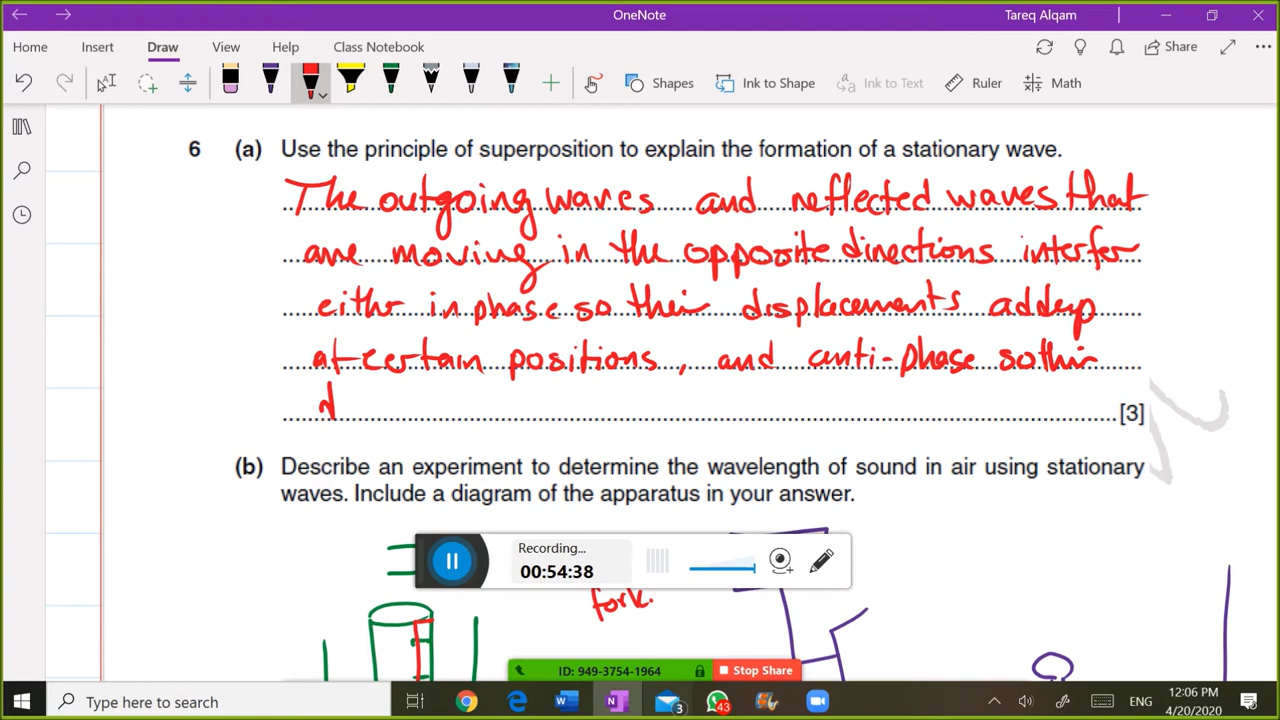 OneNote
Tareq Alqam
Home Insert Draw View Help Class Notebook Share
Shapes Ink to Shape Ink to Text Ruler Math
6 (a) Use the principle of superposition to explain the formation of a stationary wave.
The outgoing waves and reflected waves that
are moving in the opposite directions interfer
either in phase so their displacements add up
at certain positions, and anti-phase so their
d
[3]
(b) Describe an experiment to determine the wavelength of sound in air using stationary
waves. Include a diagram of the apparatus in your answer.
Recording...
00:54:38
fork.
ID: 949-3754-1964 Stop Share
Type here to search
3
43
ENG
12:06 PM
4/20/2020